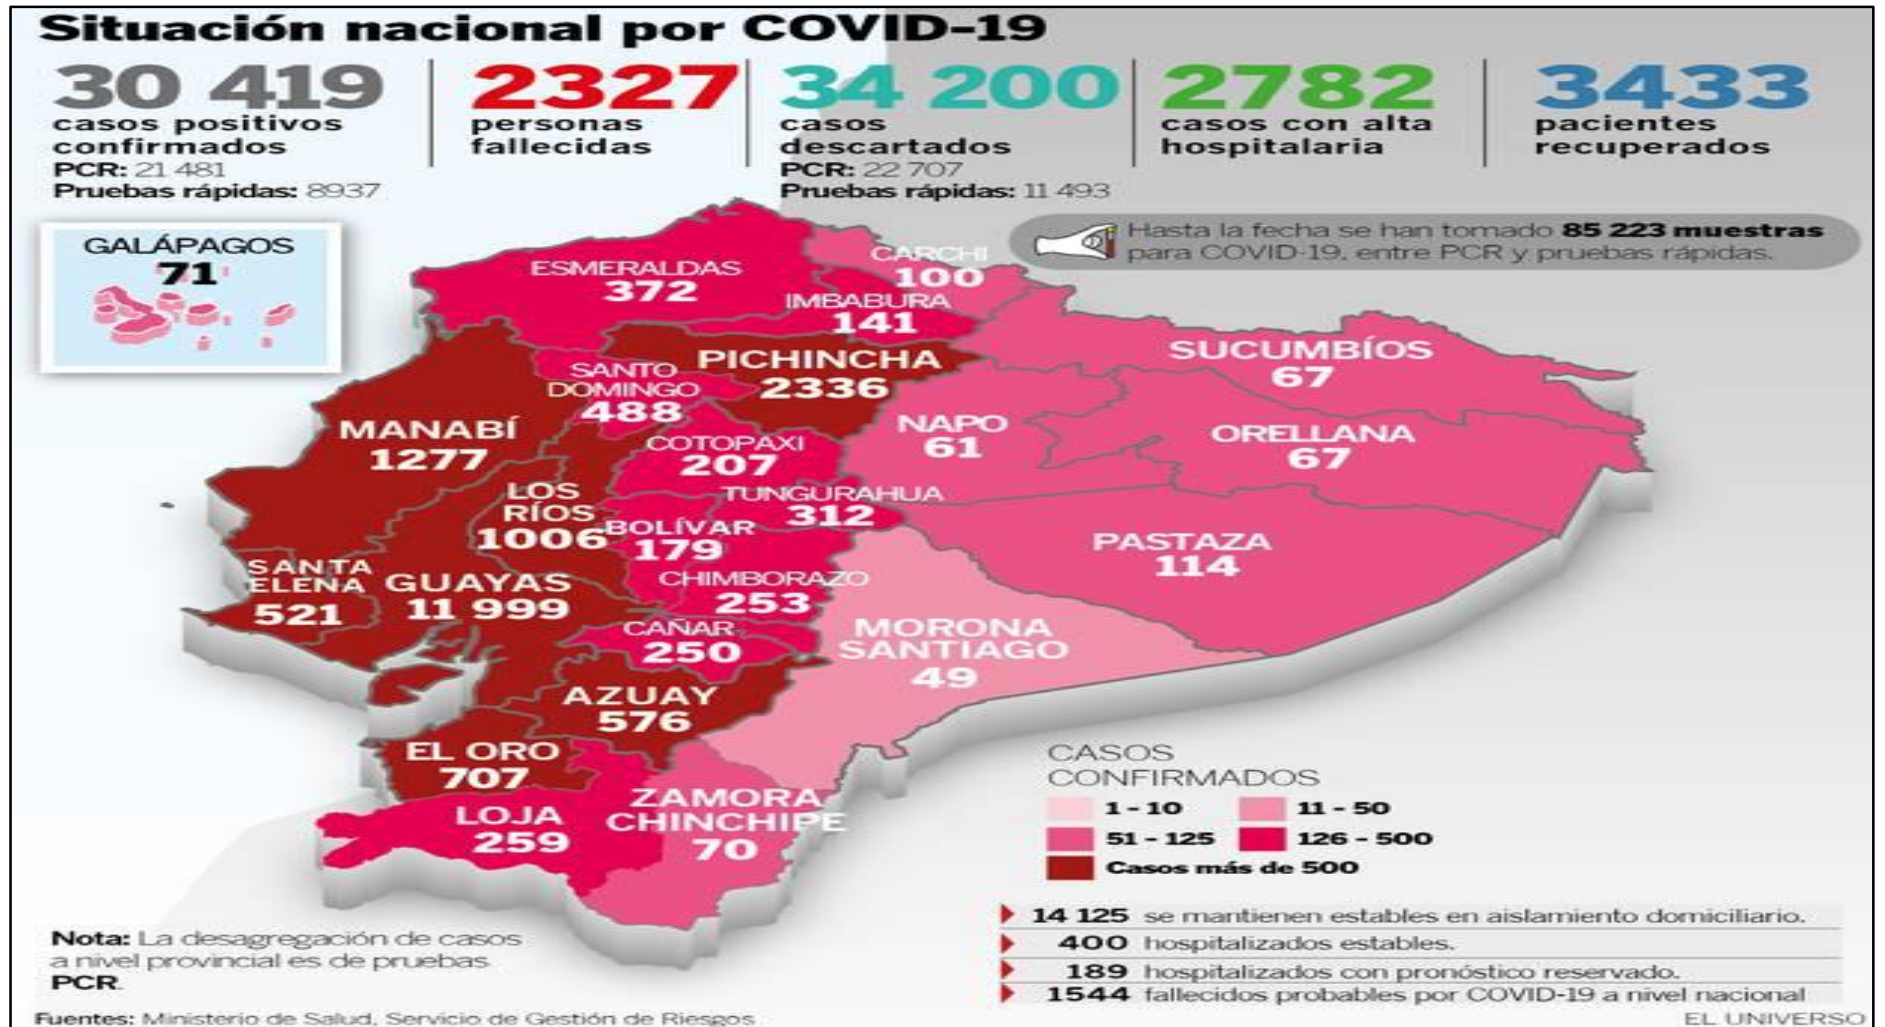 Situación nacional por COVID-19
30 419
casos positivos
confirmados
PCR: 21 481
Pruebas rápidas: 8937
2327
personas
fallecidas
34 200
casos
descartados
PCR: 22 707
Pruebas rápidas: 11 493
2782
casos con alta
hospitalaria
3433
pacientes
recuperados
Hasta la fecha se han tomado 85 223 muestras
para COVID-19, entre PCR y pruebas rápidas.
GALÁPAGOS
71
ESMERALDAS
372
CARCHI
100
IMBABURA
141
PICHINCHA
2336
SANTO
DOMINGO
488
SUCUMBÍOS
67
MANABÍ
1277
COTOPAXI
207
NAPO
61
ORELLANA
67
LOS
RÍOS
1006
TUNGURAHUA
312
BOLÍVAR
179
PASTAZA
114
SANTA
ELENA
521
GUAYAS
11 999
CHIMBORAZO
253
CAÑAR
250
MORONA
SANTIAGO
49
AZUAY
576
EL ORO
707
LOJA
259
ZAMORA
CHINCHIPE
70
CASOS
CONFIRMADOS
1 - 10
11 - 50
51 - 125
126 - 500
Casos más de 500
14 125 se mantienen estables en aislamiento domiciliario.
400 hospitalizados estables.
189 hospitalizados con pronóstico reservado.
1544 fallecidos probables por COVID-19 a nivel nacional
Nota: La desagregación de casos
a nivel provincial es de pruebas
PCR.
Fuentes: Ministerio de Salud, Servicio de Gestión de Riesgos
EL UNIVERSO